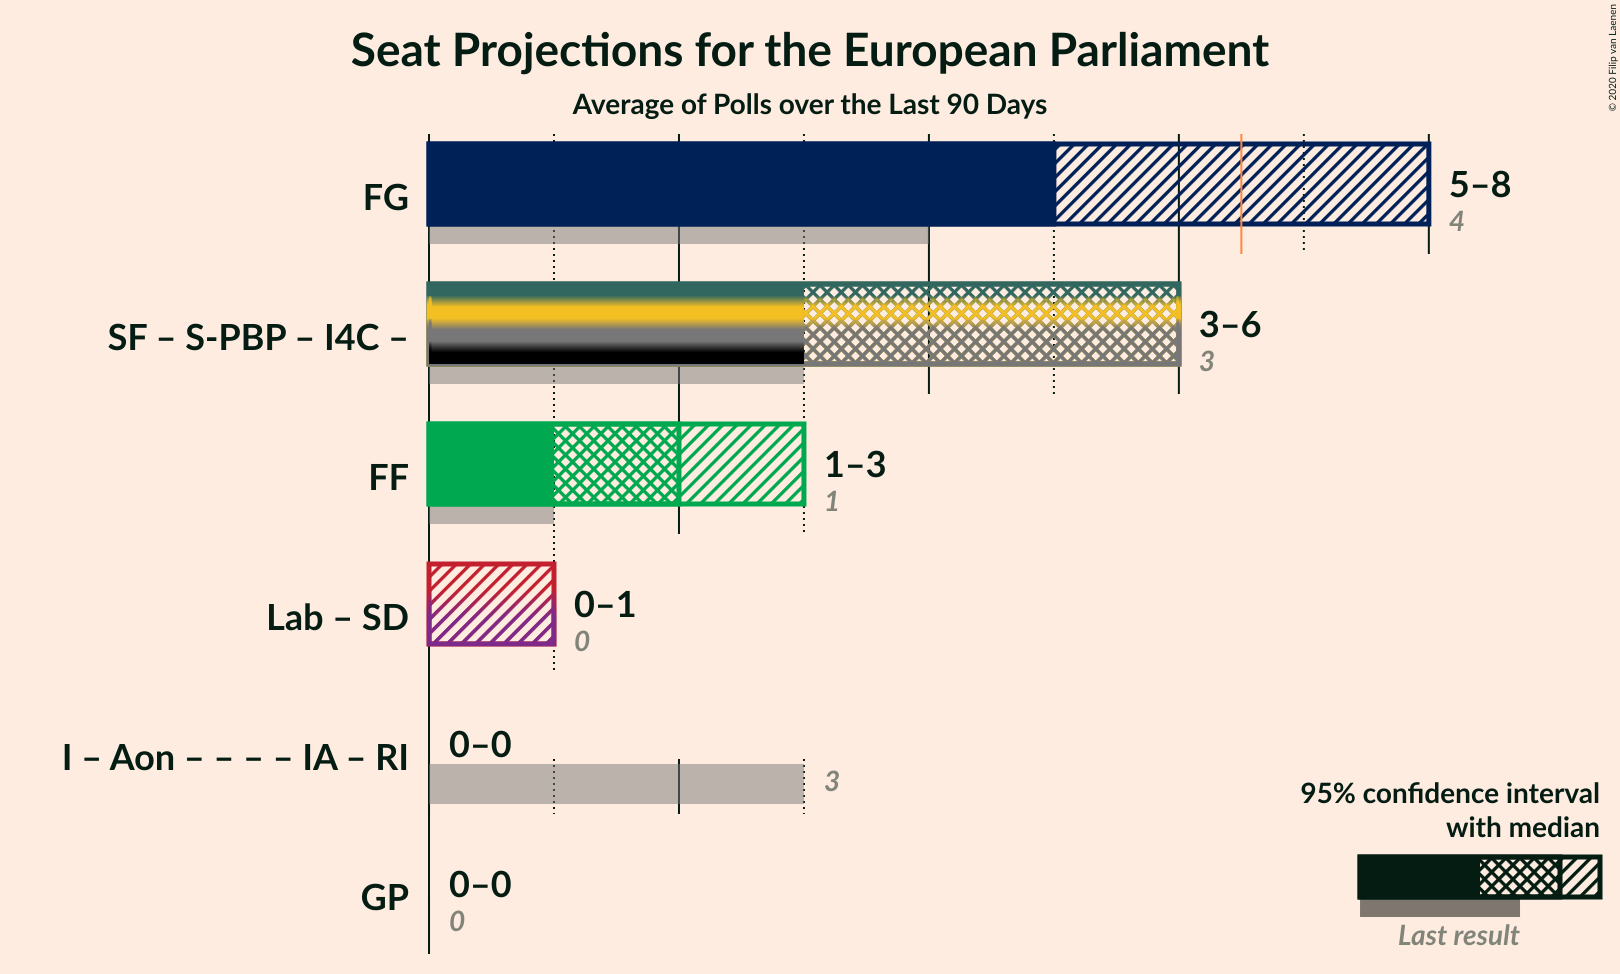 Seat Projections for the European Parliament
Average of Polls over the Last 90 Days
© 2020 Filip van Laenen
FG
5–8
4
SF – S-PBP – I4C –
3–6
3
FF
1–3
1
Lab – SD
0–1
0
I – Aon – – – – IA – RI
0–0
3
GP
0–0
0
95% confidence interval
with median
Last result